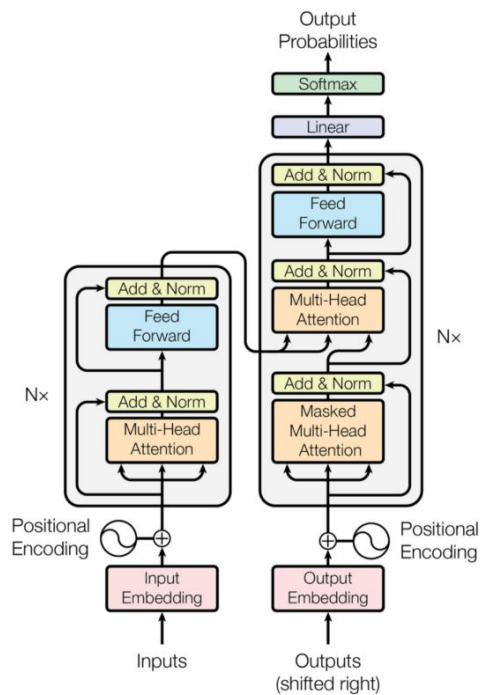 Output
Probabilities
Softmax
Linear
Add & Norm
Feed
Forward
Add & Norm
Multi-Head
Attention
Add & Norm
Masked
Multi-Head
Attention
Nx
Add & Norm
Feed
Forward
Add & Norm
Multi-Head
Attention
Nx
Positional
Encoding
Positional
Encoding
Input
Embedding
Output
Embedding
Inputs
Outputs
(shifted right)